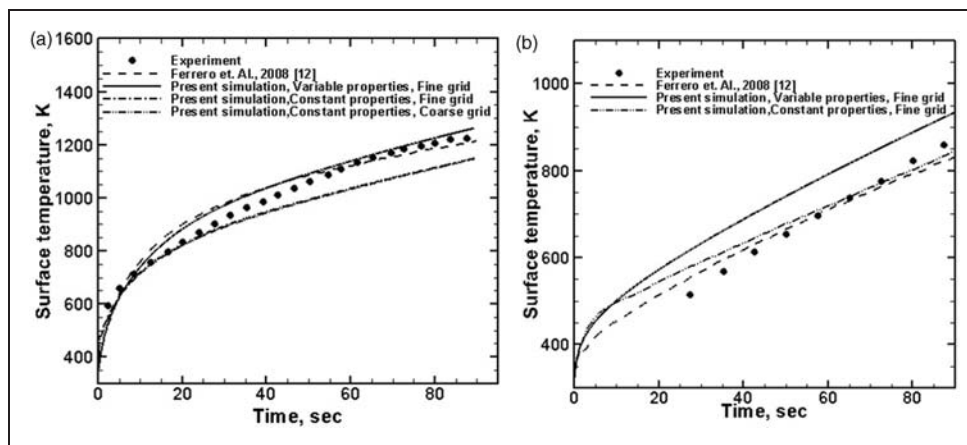 (a)
1600
1400
1200
1000
800
600
400
0
20
40
60
80
Surface temperature, K
Time, sec
Experiment
Ferrero et. Al., 2008 [12]
Present simulation, Variable properties, Fine grid
Present simulation,Constant properties, Fine grid
Present simulation,Constant properties, Coarse grid
(b)
1000
800
600
400
0
20
40
60
80
Surface temperature, K
Time, sec
Experiment
Ferrero et. Al., 2008 [12]
Present simulation, Variable properties, Fine grid
Present simulation,Constant properties, Fine grid